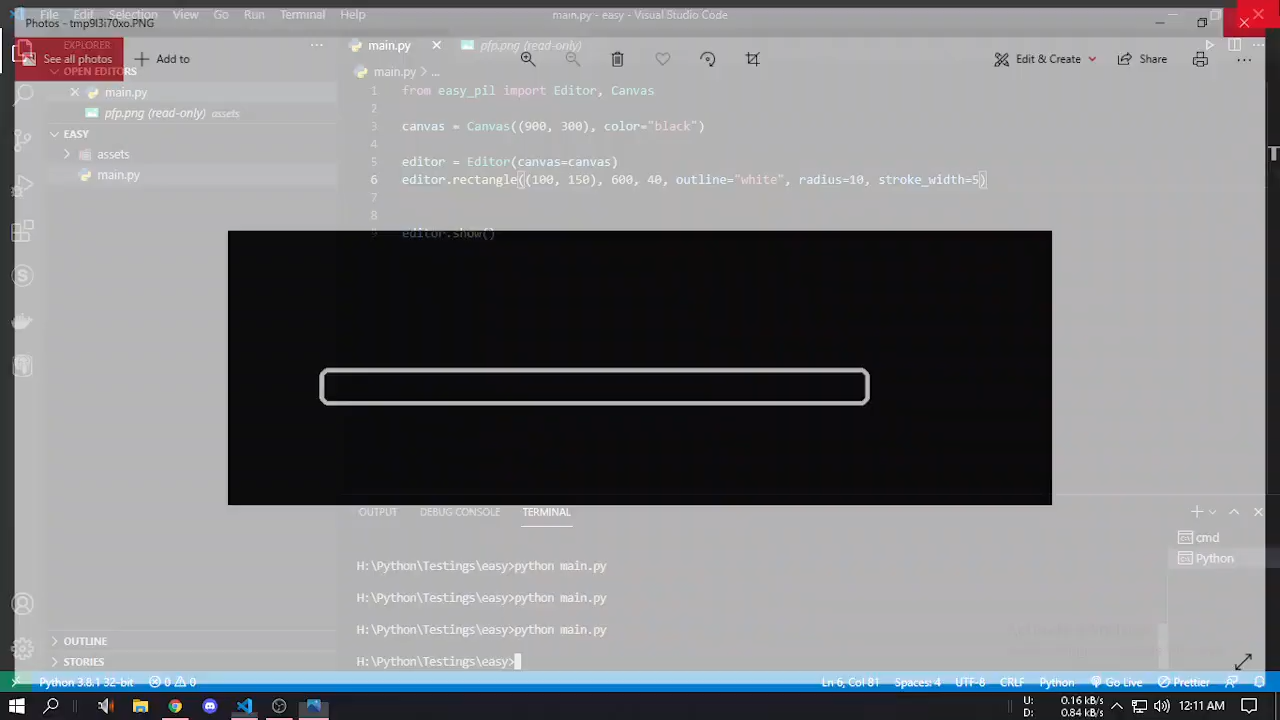 File Edit Selection View Go Run Terminal Help
main.py - easy - Visual Studio Code
Photos - tmp9l3i70xo.PNG
EXPLORER
main.py
pfp.png (read-only)
See all photos
Add to
Edit & Create
Share
OPEN EDITORS
main.py
pfp.png (read-only) assets
EASY
assets
main.py
main.py > ...
1 from easy_pil import Editor, Canvas
2
3 canvas = Canvas((900, 300), color="black")
4
5 editor = Editor(canvas=canvas)
6 editor.rectangle((100, 150), 600, 40, outline="white", radius=10, stroke_width=5)
7
8
9 editor.show()
OUTPUT DEBUG CONSOLE TERMINAL
cmd
Python
H:\Python\Testings\easy>python main.py
H:\Python\Testings\easy>python main.py
H:\Python\Testings\easy>python main.py
H:\Python\Testings\easy>
OUTLINE
STORIES
Python 3.8.1 32-bit 0 0 Ln 6, Col 81 Spaces: 4 UTF-8 CRLF Python Go Live Prettier
U: 0.16 kB/s
D: 0.84 kB/s
12:11 AM